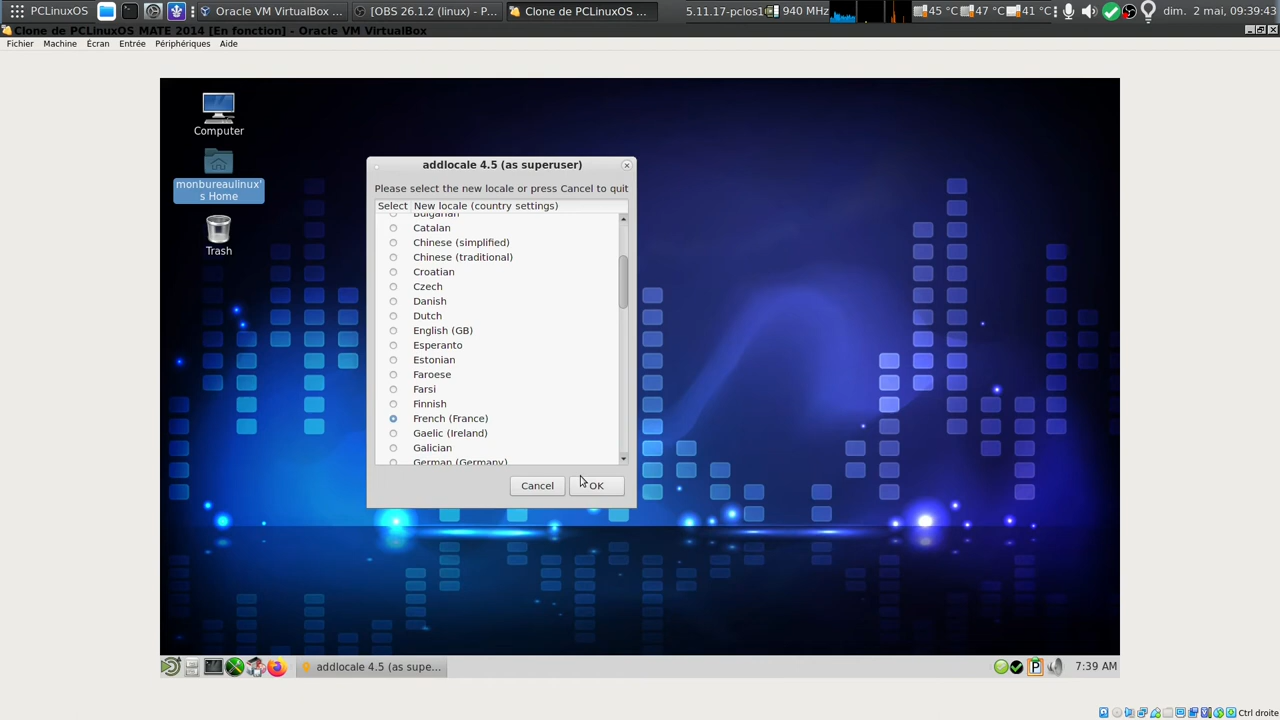 PCLinuxOS
Oracle VM VirtualBox ...
[OBS 26.1.2 (linux) - P...
Clone de PCLinuxOS ...
5.1.117-pclos1
940 MHz
45 °C
47 °C
41 °C
dim. 2 mai, 09:39:43
Clone de PCLinuxOS MATE 2014 [En fonction] - Oracle VM VirtualBox
Fichier Machine Écran Entrée Périphériques Aide
Computer
monbureaulinux's Home
Trash
addlocale 4.5 (as superuser)
Please select the new locale or press Cancel to quit
Select New locale (country settings)
Bulgarian
Catalan
Chinese (simplified)
Chinese (traditional)
Croatian
Czech
Danish
Dutch
English (GB)
Esperanto
Estonian
Faroese
Farsi
Finnish
French (France)
Gaelic (Ireland)
Galician
German (Germany)
Cancel
OK
addlocale 4.5 (as supe...
7:39 AM
Ctrl droite